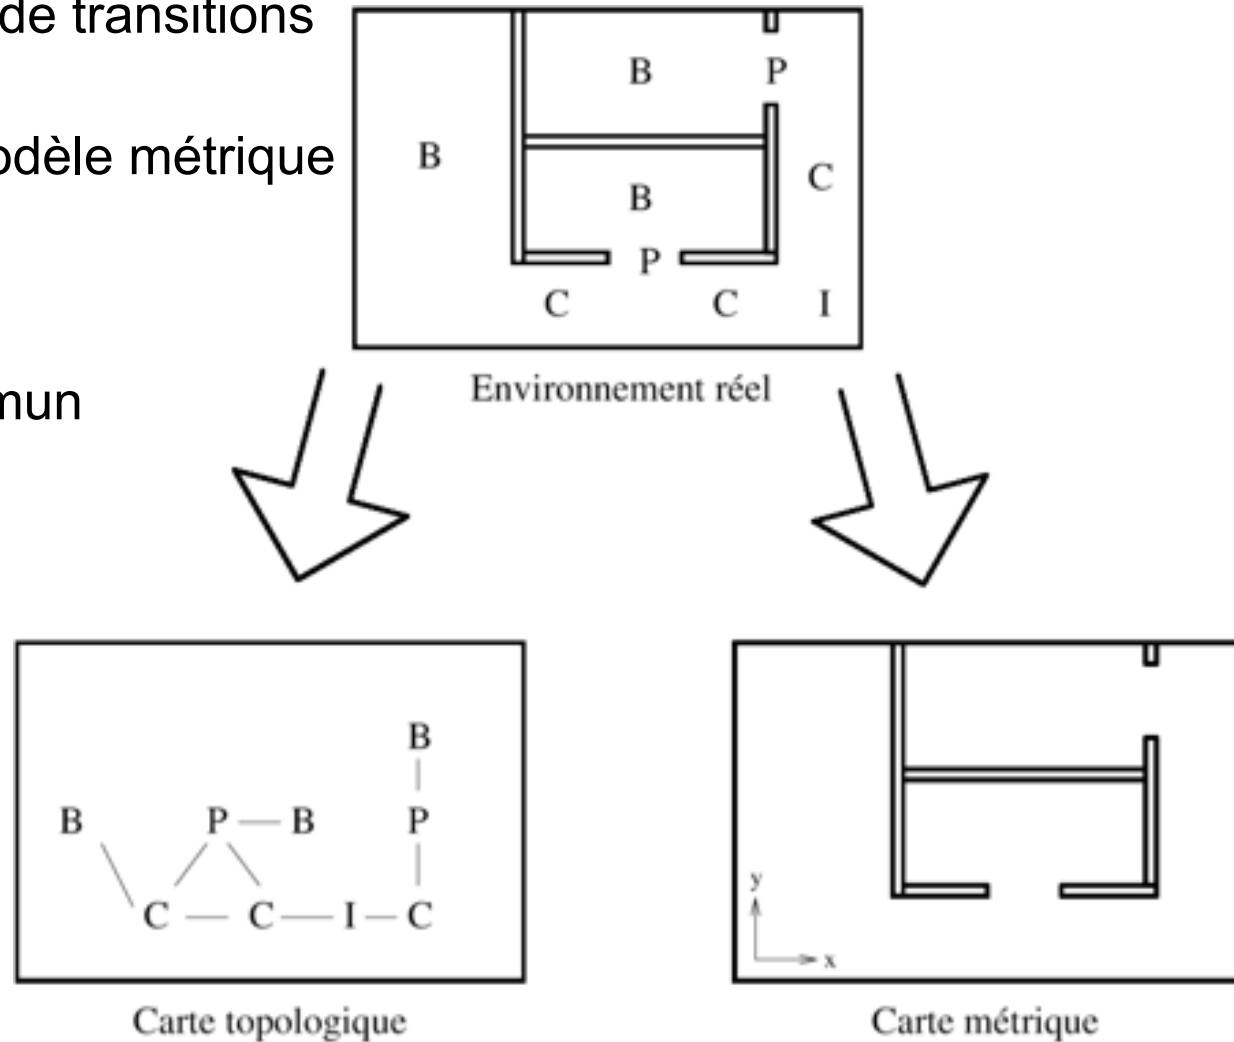 de transitions
B P
odèle métrique
B
C
B
P
C C I
Environnement réel
mun
B
B P B P
C C I C
y
x
Carte topologique
Carte métrique